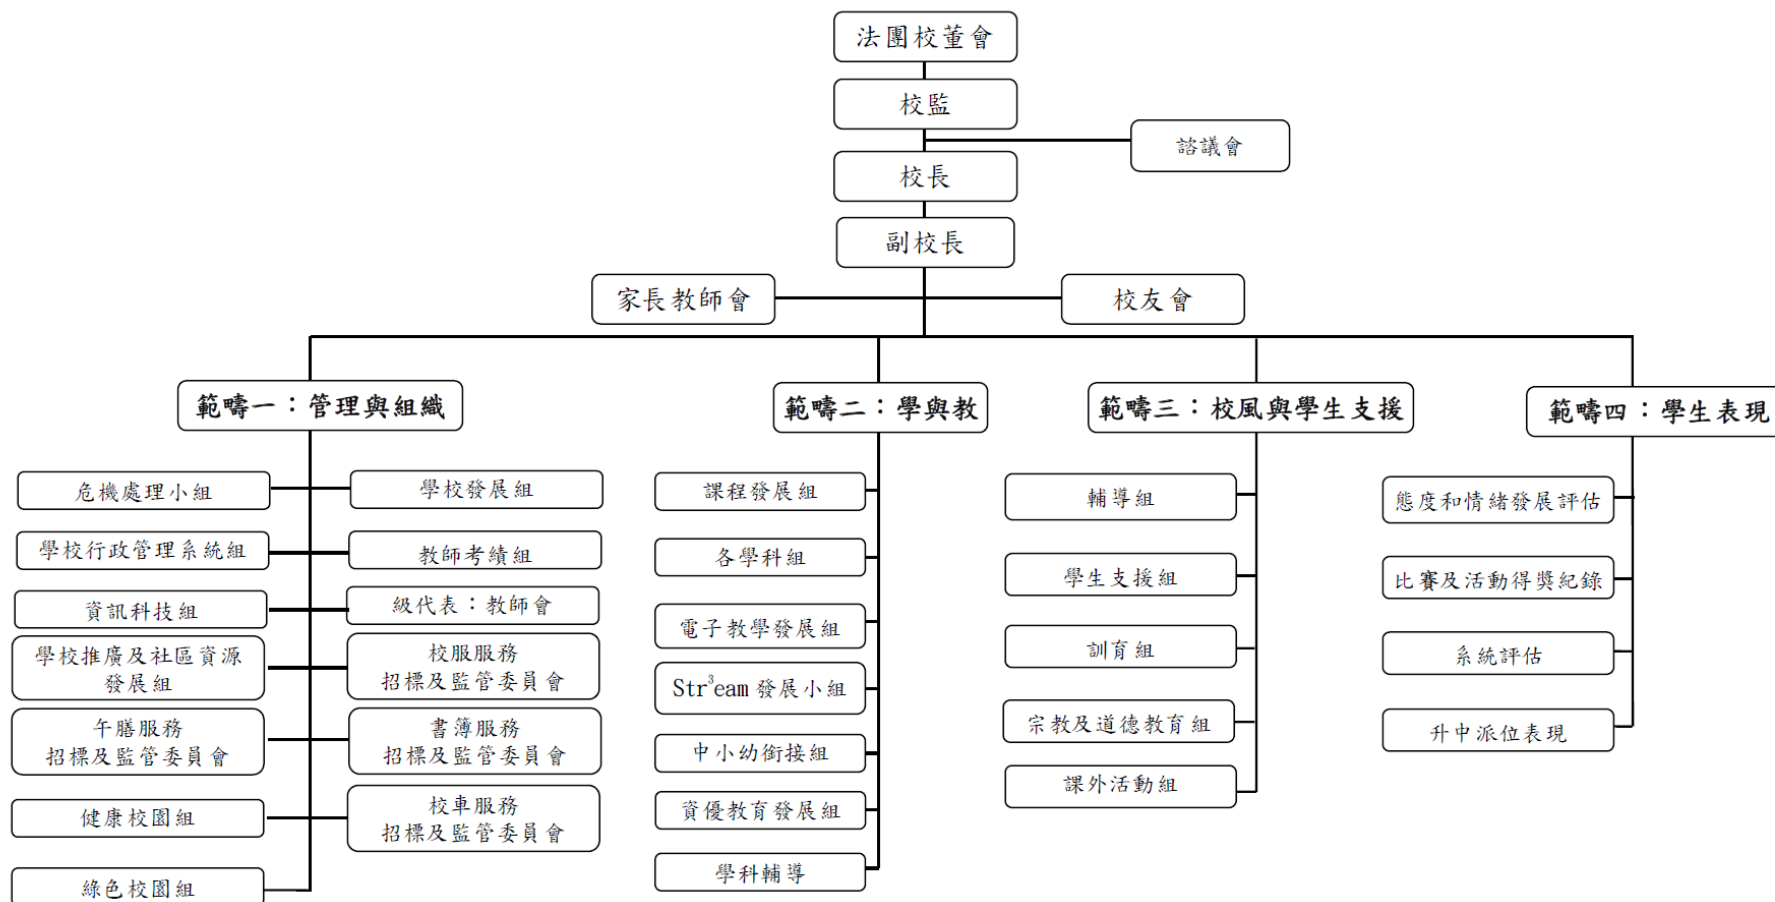 法團校董會
校監
諮議會
校長
副校長
家長教師會
校友會
範疇一：管理與組織
範疇二：學與教
範疇三：校風與學生支援
範疇四：學生表現
危機處理小組
學校發展組
學校行政管理系統組
教師考績組
資訊科技組
級代表：教師會
學校推廣及社區資源
發展組
校服服務
招標及監管委員會
午膳服務
招標及監管委員會
書簿服務
招標及監管委員會
健康校園組
校車服務
招標及監管委員會
綠色校園組
課程發展組
各學科組
電子教學發展組
Str³eam 發展小組
中小幼銜接組
資優教育發展組
學科輔導
輔導組
學生支援組
訓育組
宗教及道德教育組
課外活動組
態度和情緒發展評估
比賽及活動得獎紀錄
系統評估
升中派位表現